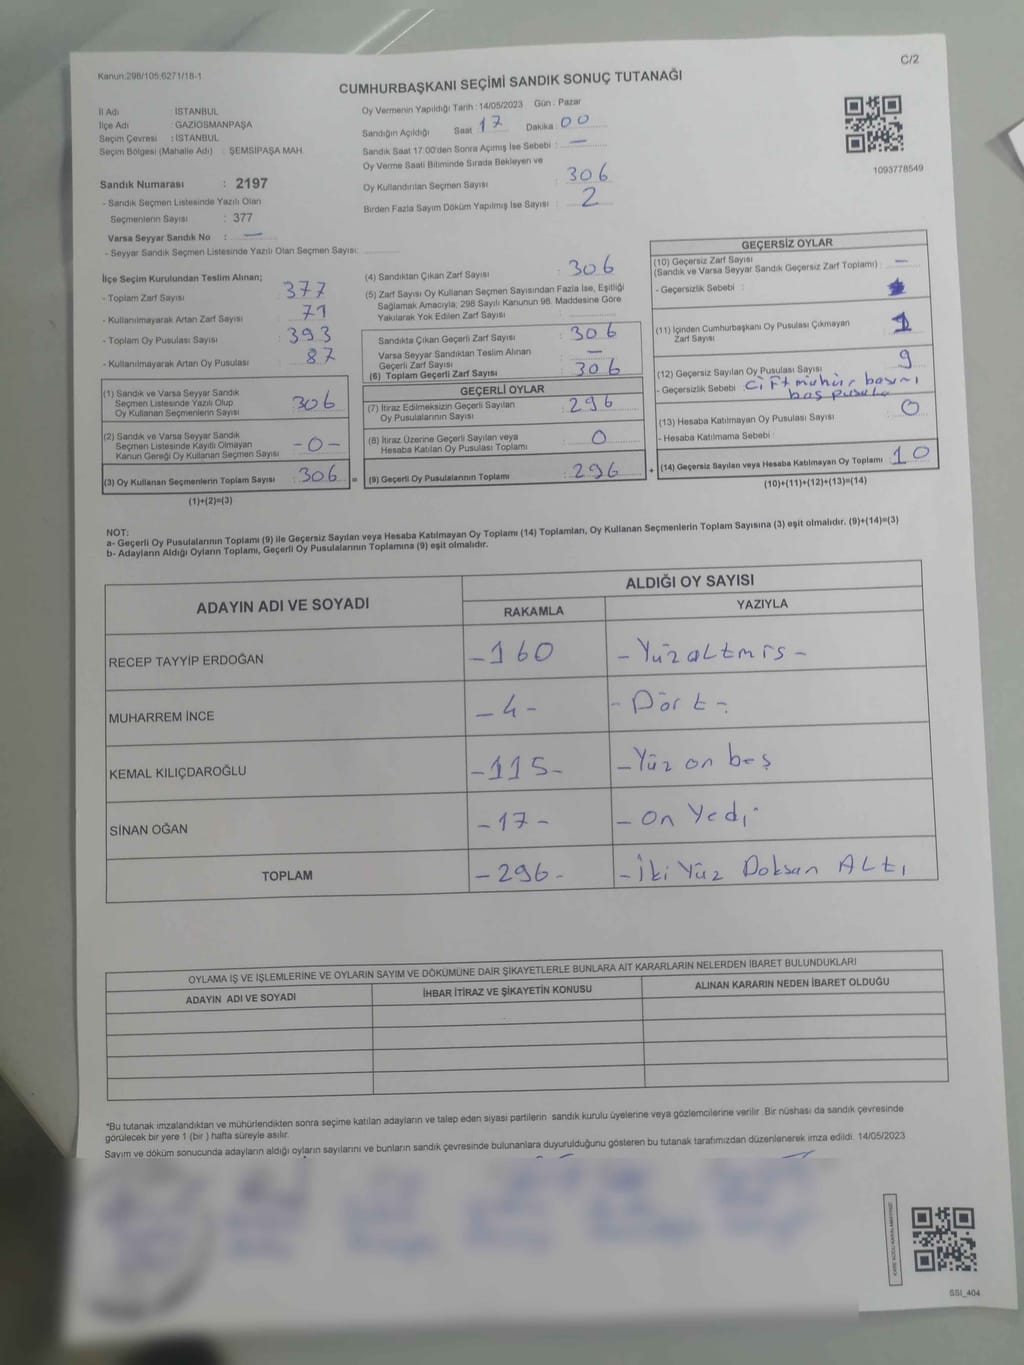 Kanun:298/105;6271/18-1
C/2
CUMHURBAŞKANI SEÇİMİ SANDIK SONUÇ TUTANAĞI
İl Adı : İSTANBUL
İlçe Adı : GAZİOSMANPAŞA
Seçim Çevresi : İSTANBUL
Seçim Bölgesi (Mahalle Adı) : ŞEMSİPAŞA MAH.
Sandık Numarası : 2197
- Sandık Seçmen Listesinde Yazılı Olan
Seçmenlerin Sayısı : 377
Varsa Seyyar Sandık No : —
- Seyyar Sandık Seçmen Listesinde Yazılı Olan Seçmen Sayısı:
Oy Vermenin Yapıldığı Tarih : 14/05/2023 Gün : Pazar
Sandığın Açıldığı Saat 17 Dakika : 00
Sandık Saat 17:00'den Sonra Açılmış İse Sebebi : —
Oy Verme Saati Bitiminde Sırada Bekleyen ve
Oy Kullandırılan Seçmen Sayısı : 306
Birden Fazla Sayım Döküm Yapılmış İse Sayısı : 2
1093778549
İlçe Seçim Kurulundan Teslim Alınan;
- Toplam Zarf Sayısı : 377
- Kullanılmayarak Artan Zarf Sayısı : 71
- Toplam Oy Pusulası Sayısı : 393
- Kullanılmayarak Artan Oy Pusulası : 87
(1) Sandık ve Varsa Seyyar Sandık
Seçmen Listesinde Yazılı Olup
Oy Kullanan Seçmenlerin Sayısı : 306
(2) Sandık ve Varsa Seyyar Sandık
Seçmen Listesinde Kayıtlı Olmayan
Kanun Gereği Oy Kullanan Seçmen Sayısı : -0-
(3) Oy Kullanan Seçmenlerin Toplam Sayısı : 306 =
(1)+(2)=(3)
(4) Sandıktan Çıkan Zarf Sayısı : 306
(5) Zarf Sayısı Oy Kullanan Seçmen Sayısından Fazla İse, Eşitliği
Sağlamak Amacıyla; 298 Sayılı Kanunun 98. Maddesine Göre
Yakılarak Yok Edilen Zarf Sayısı :
Sandıkta Çıkan Geçerli Zarf Sayısı : 306
Varsa Seyyar Sandıktan Teslim Alınan
Geçerli Zarf Sayısı : —
(6) Toplam Geçerli Zarf Sayısı : 306
GEÇERLİ OYLAR
(7) İtiraz Edilmeksizin Geçerli Sayılan
Oy Pusulalarının Sayısı : 296
(8) İtiraz Üzerine Geçerli Sayılan veya
Hesaba Katılan Oy Pusulası Toplamı : 0
(9) Geçerli Oy Pusulalarının Toplamı : 296 +
GEÇERSİZ OYLAR
(10) Geçersiz Zarf Sayısı
(Sandık ve Varsa Seyyar Sandık Geçersiz Zarf Toplamı) : —
- Geçersizlik Sebebi :
(11) İçinden Cumhurbaşkanı Oy Pusulası Çıkmayan
Zarf Sayısı : 1
(12) Geçersiz Sayılan Oy Pusulası Sayısı : 9
- Geçersizlik Sebebi : Çift mühür basımı
boş pusula
(13) Hesaba Katılmayan Oy Pusulası Sayısı : 0
- Hesaba Katılmama Sebebi :
(14) Geçersiz Sayılan veya Hesaba Katılmayan Oy Toplamı : 10
(10)+(11)+(12)+(13)=(14)
NOT:
a- Geçerli Oy Pusulalarının Toplamı (9) ile Geçersiz Sayılan veya Hesaba Katılmayan Oy Toplamı (14) Toplamları, Oy Kullanan Seçmenlerin Toplam Sayısına (3) eşit olmalıdır. (9)+(14)=(3)
b- Adayların Aldığı Oyların Toplamı, Geçerli Oy Pusulalarının Toplamına (9) eşit olmalıdır.
ADAYIN ADI VE SOYADI
ALDIĞI OY SAYISI
RAKAMLA YAZIYLA
RECEP TAYYİP ERDOĞAN -160 - Yüzaltmış -
MUHARREM İNCE - 4 - - Dört -
KEMAL KILIÇDAROĞLU -115- - Yüz on beş
SİNAN OĞAN -17- - On Yedi -
TOPLAM -296- - İki Yüz Doksan Altı
OYLAMA İŞ VE İŞLEMLERİNE VE OYLARIN SAYIM VE DÖKÜMÜNE DAİR ŞİKAYETLERLE BUNLARA AİT KARARLARIN NELERDEN İBARET BULUNDUKLARI
ADAYIN ADI VE SOYADI İHBAR İTİRAZ VE ŞİKAYETİN KONUSU ALINAN KARARIN NEDEN İBARET OLDUĞU
*Bu tutanak imzalandıktan ve mühürlendikten sonra seçime katılan adayların ve talep eden siyasi partilerin sandık kurulu üyelerine veya gözlemcilerine verilir. Bir nüshası da sandık çevresinde
görülecek bir yere 1 (bir ) hafta süreyle asılır.
Sayım ve döküm sonucunda adayların aldığı oyların sayılarını ve bunların sandık çevresinde bulunanlara duyurulduğunu gösteren bu tutanak tarafımızdan düzenlenerek imza edildi. 14/05/2023
SSI_404